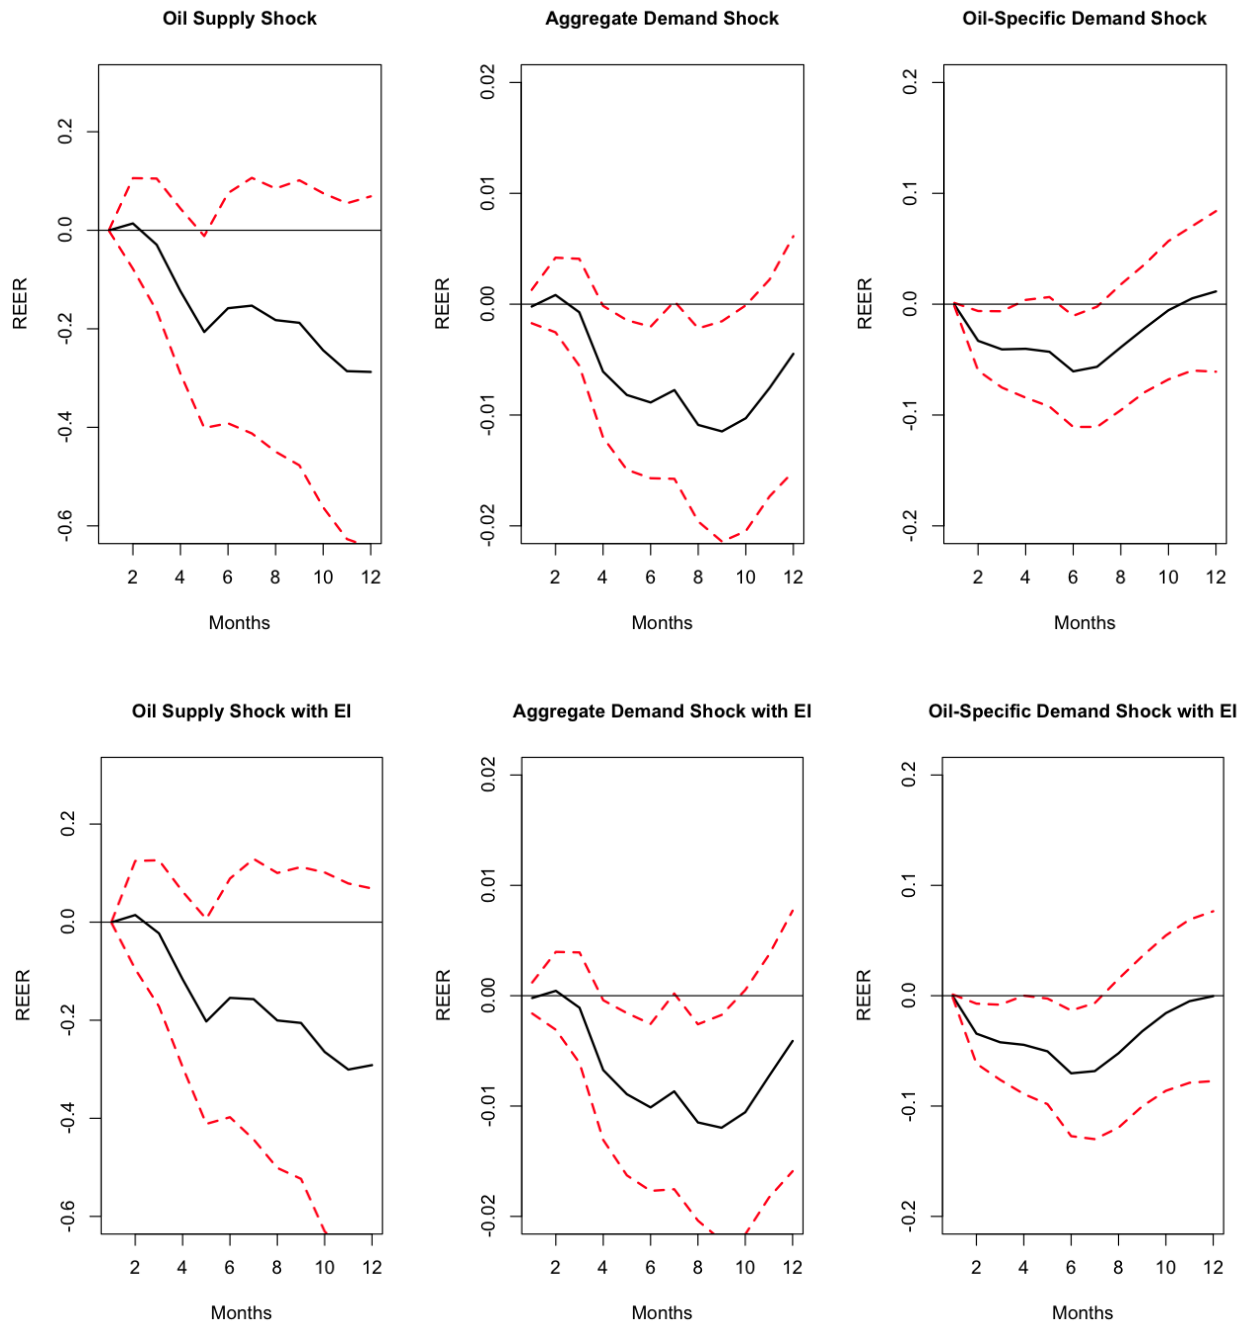 Oil Supply Shock
REER
0.2
0.0
-0.2
-0.4
-0.6
2 4 6 8 10 12
Months
Aggregate Demand Shock
REER
0.02
0.01
0.00
-0.01
-0.02
2 4 6 8 10 12
Months
Oil-Specific Demand Shock
REER
0.2
0.1
0.0
-0.1
-0.2
2 4 6 8 10 12
Months
Oil Supply Shock with EI
REER
0.2
0.0
-0.2
-0.4
-0.6
2 4 6 8 10 12
Months
Aggregate Demand Shock with EI
REER
0.02
0.01
0.00
-0.01
-0.02
2 4 6 8 10 12
Months
Oil-Specific Demand Shock with EI
REER
0.2
0.1
0.0
-0.1
-0.2
2 4 6 8 10 12
Months